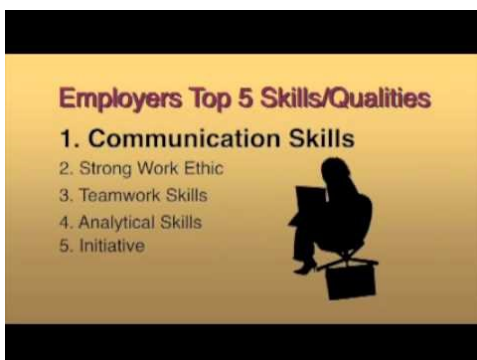 Employers Top 5 Skills/Qualities
1. Communication Skills
2. Strong Work Ethic
3. Teamwork Skills
4. Analytical Skills
5. Initiative